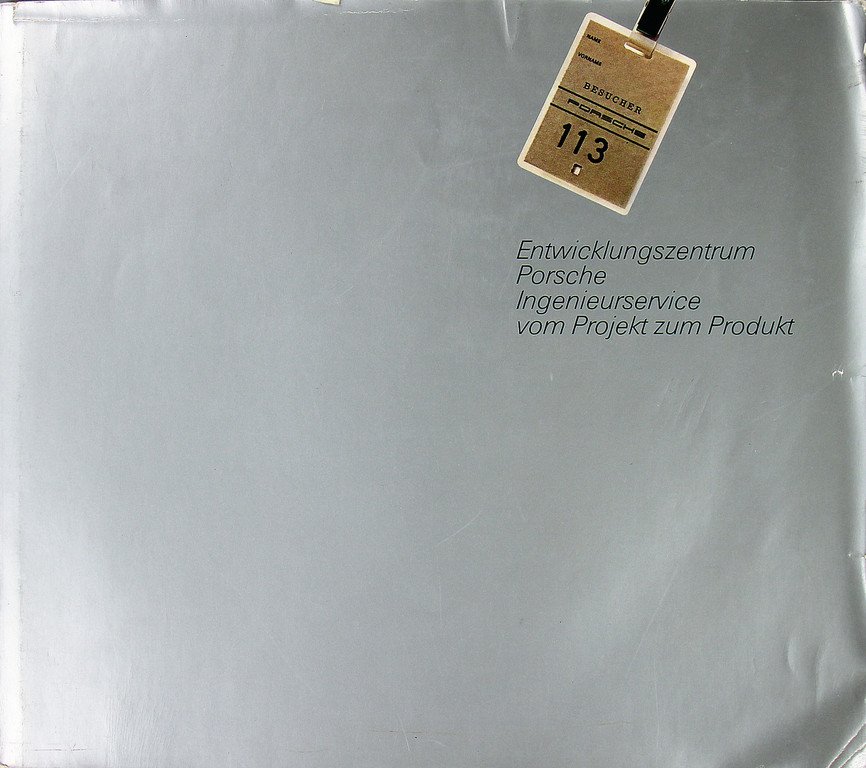 NAME
VORNAME
BESUCHER
PORSCHE
113
Entwicklungszentrum
Porsche
Ingenieurservice
vom Projekt zum Produkt